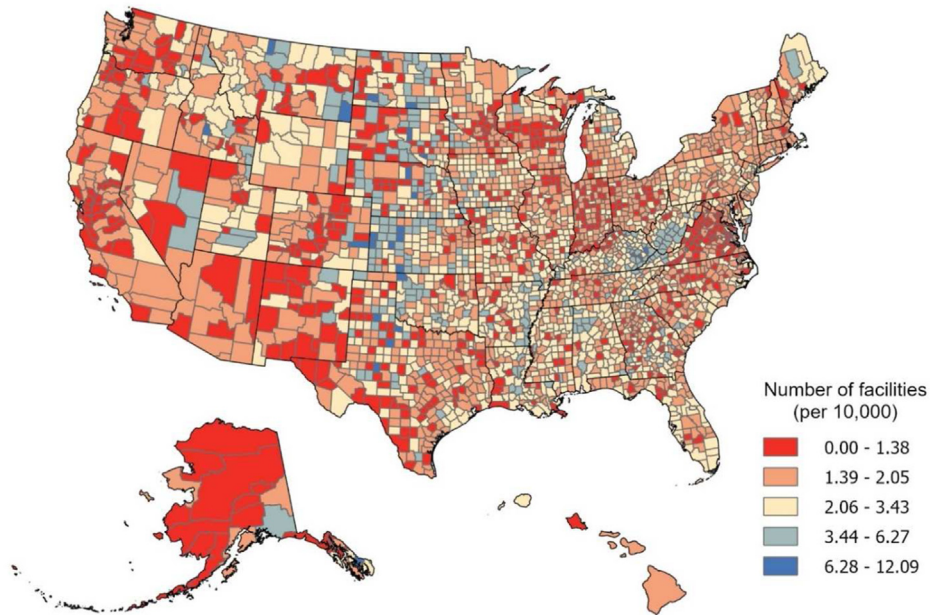 Number of facilities
(per 10,000)
0.00 - 1.38
1.39 - 2.05
2.06 - 3.43
3.44 - 6.27
6.28 - 12.09